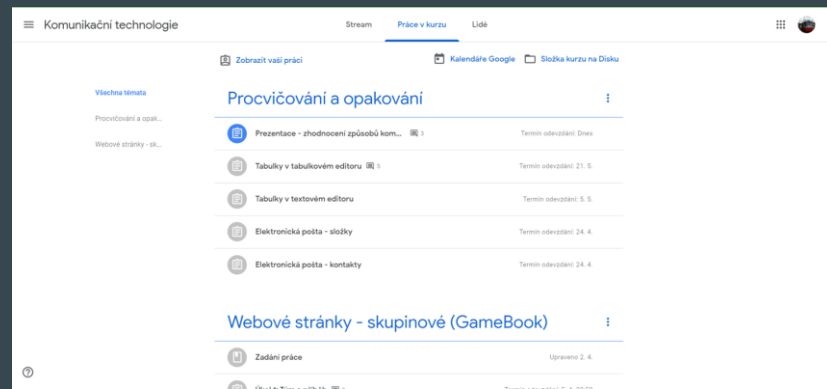 Komunikační technologie
Stream Práce v kurzu Lidé
Zobrazit vaši práci Kalendáře Google Složka kurzu na Disku
Všechna témata
Procvičování a opak...
Webové stránky - sk...
Procvičování a opakování
Prezentace - zhodnocení způsobů kom... 3 Termín odevzdání: Dnes
Tabulky v tabulkovém editoru 5 Termín odevzdání: 21. 5.
Tabulky v textovém editoru Termín odevzdání: 5. 5.
Elektronická pošta - složky Termín odevzdání: 24. 4.
Elektronická pošta - kontakty Termín odevzdání: 24. 4.
Webové stránky - skupinové (GameBook)
Zadání práce Upraveno 2. 4.